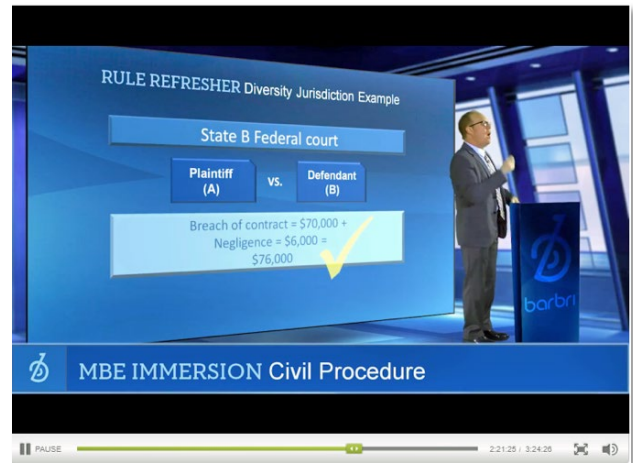 RULE REFRESHER Diversity Jurisdiction Example
State B Federal court
Plaintiff
(A)
VS.
Defendant
(B)
Breach of contract = $70,000 +
Negligence = $6,000 =
$76,000
barbri
MBE IMMERSION Civil Procedure
PAUSE
2:21:25 / 3:24:26